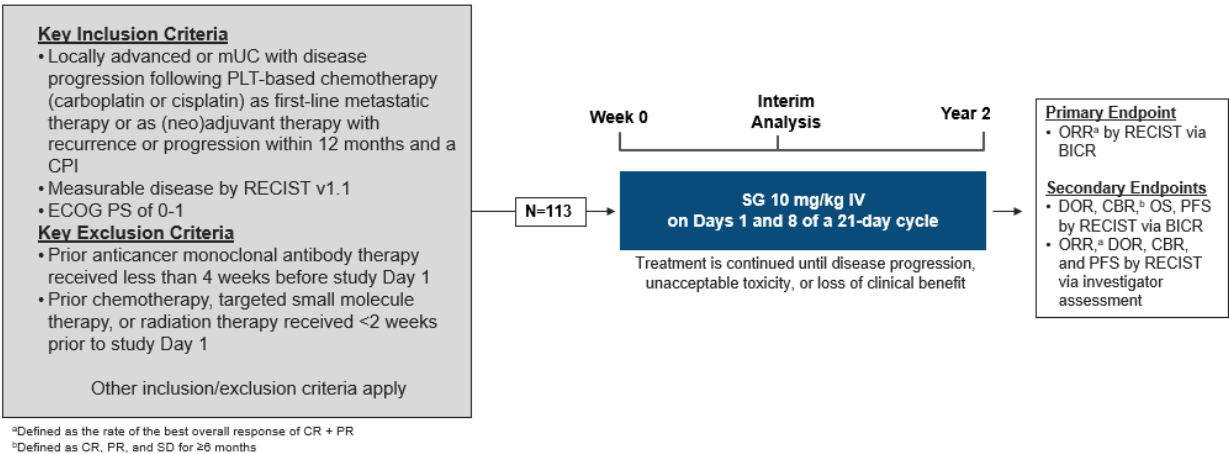 Key Inclusion Criteria
• Locally advanced or mUC with disease
progression following PLT-based chemotherapy
(carboplatin or cisplatin) as first-line metastatic
therapy or as (neo)adjuvant therapy with
recurrence or progression within 12 months and a
CPI
• Measurable disease by RECIST v1.1
• ECOG PS of 0-1
Key Exclusion Criteria
• Prior anticancer monoclonal antibody therapy
received less than 4 weeks before study Day 1
• Prior chemotherapy, targeted small molecule
therapy, or radiation therapy received <2 weeks
prior to study Day 1
Other inclusion/exclusion criteria apply
N=113
Week 0
Interim
Analysis
Year 2
SG 10 mg/kg IV
on Days 1 and 8 of a 21-day cycle
Treatment is continued until disease progression,
unacceptable toxicity, or loss of clinical benefit
Primary Endpoint
• ORRᵃ by RECIST via
BICR
Secondary Endpoints
• DOR, CBR,ᵇ OS, PFS
by RECIST via BICR
• ORR,ᵃ DOR, CBR,
and PFS by RECIST
via investigator
assessment
ᵃDefined as the rate of the best overall response of CR + PR
ᵇDefined as CR, PR, and SD for ≥6 months